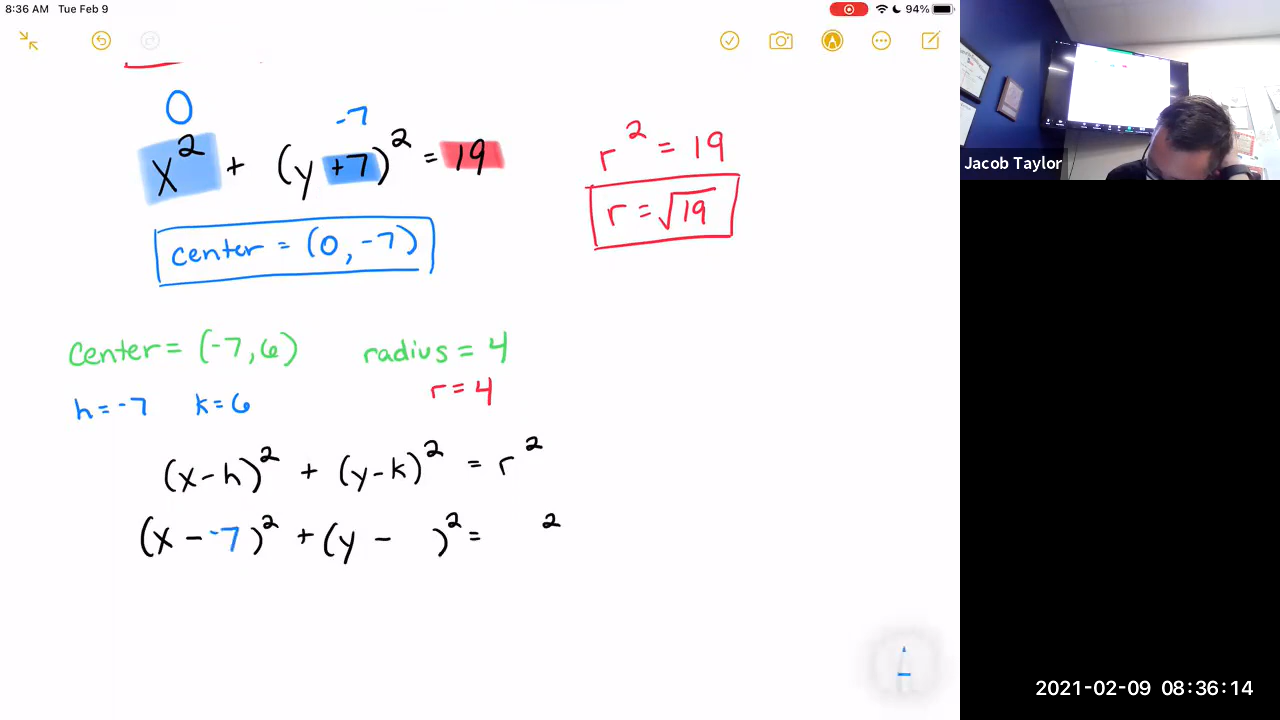 8:36 AM Tue Feb 9
94%
0
-7
x² + (y +7)² = 19
r² = 19
r = √19
center = (0, -7)
center = (-7, 6) radius = 4
h = -7 k = 6 r = 4
(x - h)² + (y - k)² = r²
(x - -7)² + (y - )² = ²
Jacob Taylor
2021-02-09 08:36:14